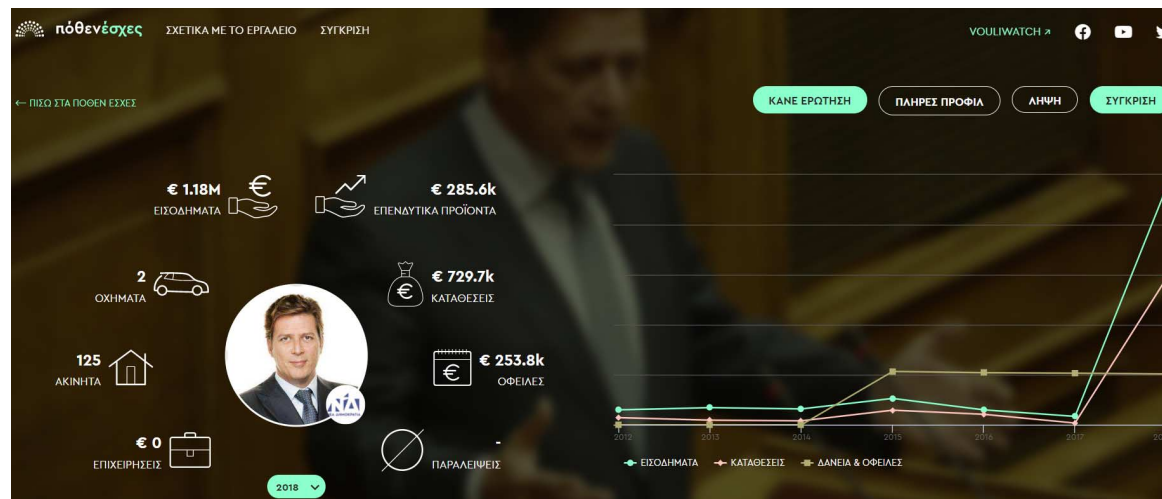 πόθενέσχες ΣΧΕΤΙΚΑ ΜΕ ΤΟ ΕΡΓΑΛΕΙΟ ΣΥΓΚΡΙΣΗ VOULIWATCH
← ΠΙΣΩ ΣΤΑ ΠΟΘΕΝ ΕΣΧΕΣ ΚΑΝΕ ΕΡΩΤΗΣΗ ΠΛΗΡΕΣ ΠΡΟΦΙΛ ΛΗΨΗ ΣΥΓΚΡΙΣΗ
€ 1.18M
ΕΙΣΟΔΗΜΑΤΑ
€ 285.6k
ΕΠΕΝΔΥΤΙΚΑ ΠΡΟΪΟΝΤΑ
2
ΟΧΗΜΑΤΑ
€ 729.7k
ΚΑΤΑΘΕΣΕΙΣ
125
ΑΚΙΝΗΤΑ
€ 253.8k
ΟΦΕΙΛΕΣ
ΝΔ
€ 0
ΕΠΙΧΕΙΡΗΣΕΙΣ
-
ΠΑΡΑΛΕΙΨΕΙΣ
2018
2012 2013 2014 2015 2016 2017
ΕΙΣΟΔΗΜΑΤΑ ΚΑΤΑΘΕΣΕΙΣ ΔΑΝΕΙΑ & ΟΦΕΙΛΕΣ